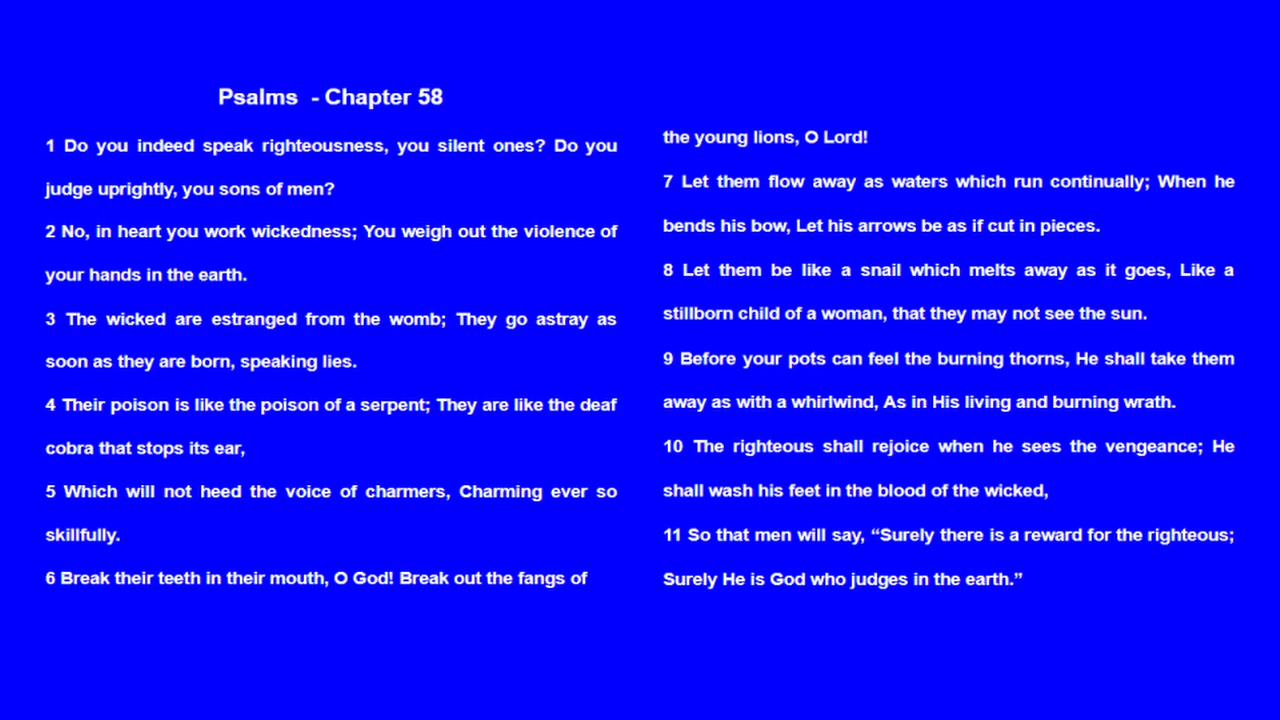 Psalms  - Chapter 58
1 Do you indeed speak righteousness, you silent ones? Do you
judge uprightly, you sons of men?
2 No, in heart you work wickedness; You weigh out the violence of
your hands in the earth.
3 The wicked are estranged from the womb; They go astray as
soon as they are born, speaking lies.
4 Their poison is like the poison of a serpent; They are like the deaf
cobra that stops its ear,
5 Which will not heed the voice of charmers, Charming ever so
skillfully.
6 Break their teeth in their mouth, O God! Break out the fangs of
the young lions, O Lord!
7 Let them flow away as waters which run continually; When he
bends his bow, Let his arrows be as if cut in pieces.
8 Let them be like a snail which melts away as it goes, Like a
stillborn child of a woman, that they may not see the sun.
9 Before your pots can feel the burning thorns, He shall take them
away as with a whirlwind, As in His living and burning wrath.
10 The righteous shall rejoice when he sees the vengeance; He
shall wash his feet in the blood of the wicked,
11 So that men will say, “Surely there is a reward for the righteous;
Surely He is God who judges in the earth.”